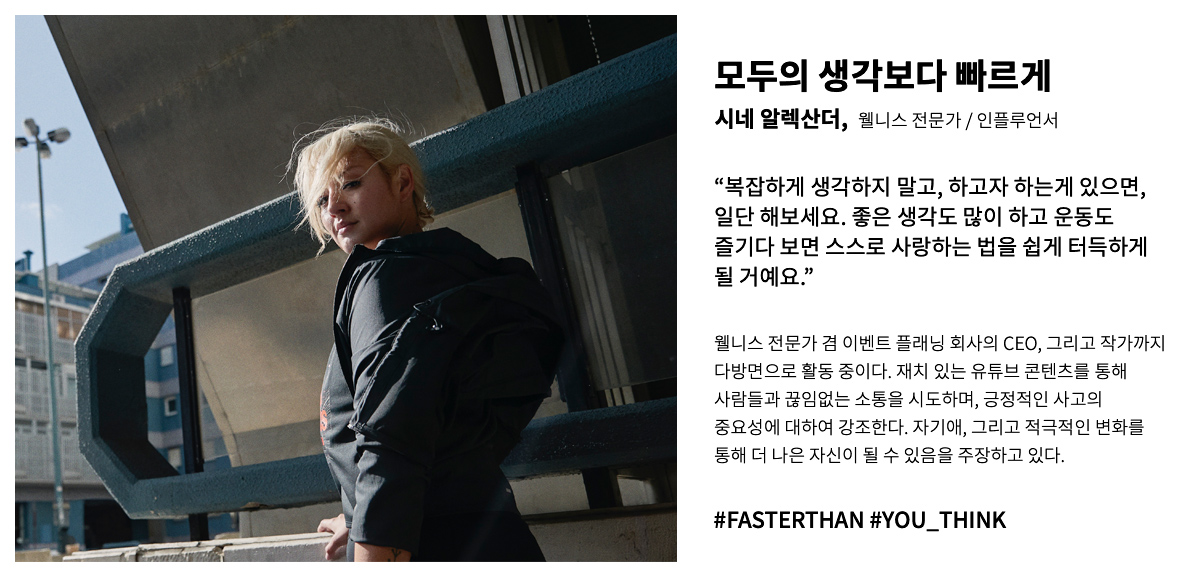 모두의 생각보다 빠르게
시네 알렉산더, 웰니스 전문가 / 인플루언서
“복잡하게 생각하지 말고, 하고자 하는게 있으면,
일단 해보세요. 좋은 생각도 많이 하고 운동도
즐기다 보면 스스로 사랑하는 법을 쉽게 터득하게
될 거예요.”
웰니스 전문가 겸 이벤트 플래닝 회사의 CEO, 그리고 작가까지
다방면으로 활동 중이다. 재치 있는 유튜브 콘텐츠를 통해
사람들과 끊임없는 소통을 시도하며, 긍정적인 사고의
중요성에 대하여 강조한다. 자기애, 그리고 적극적인 변화를
통해 더 나은 자신이 될 수 있음을 주장하고 있다.
#FASTERTHAN #YOU_THINK